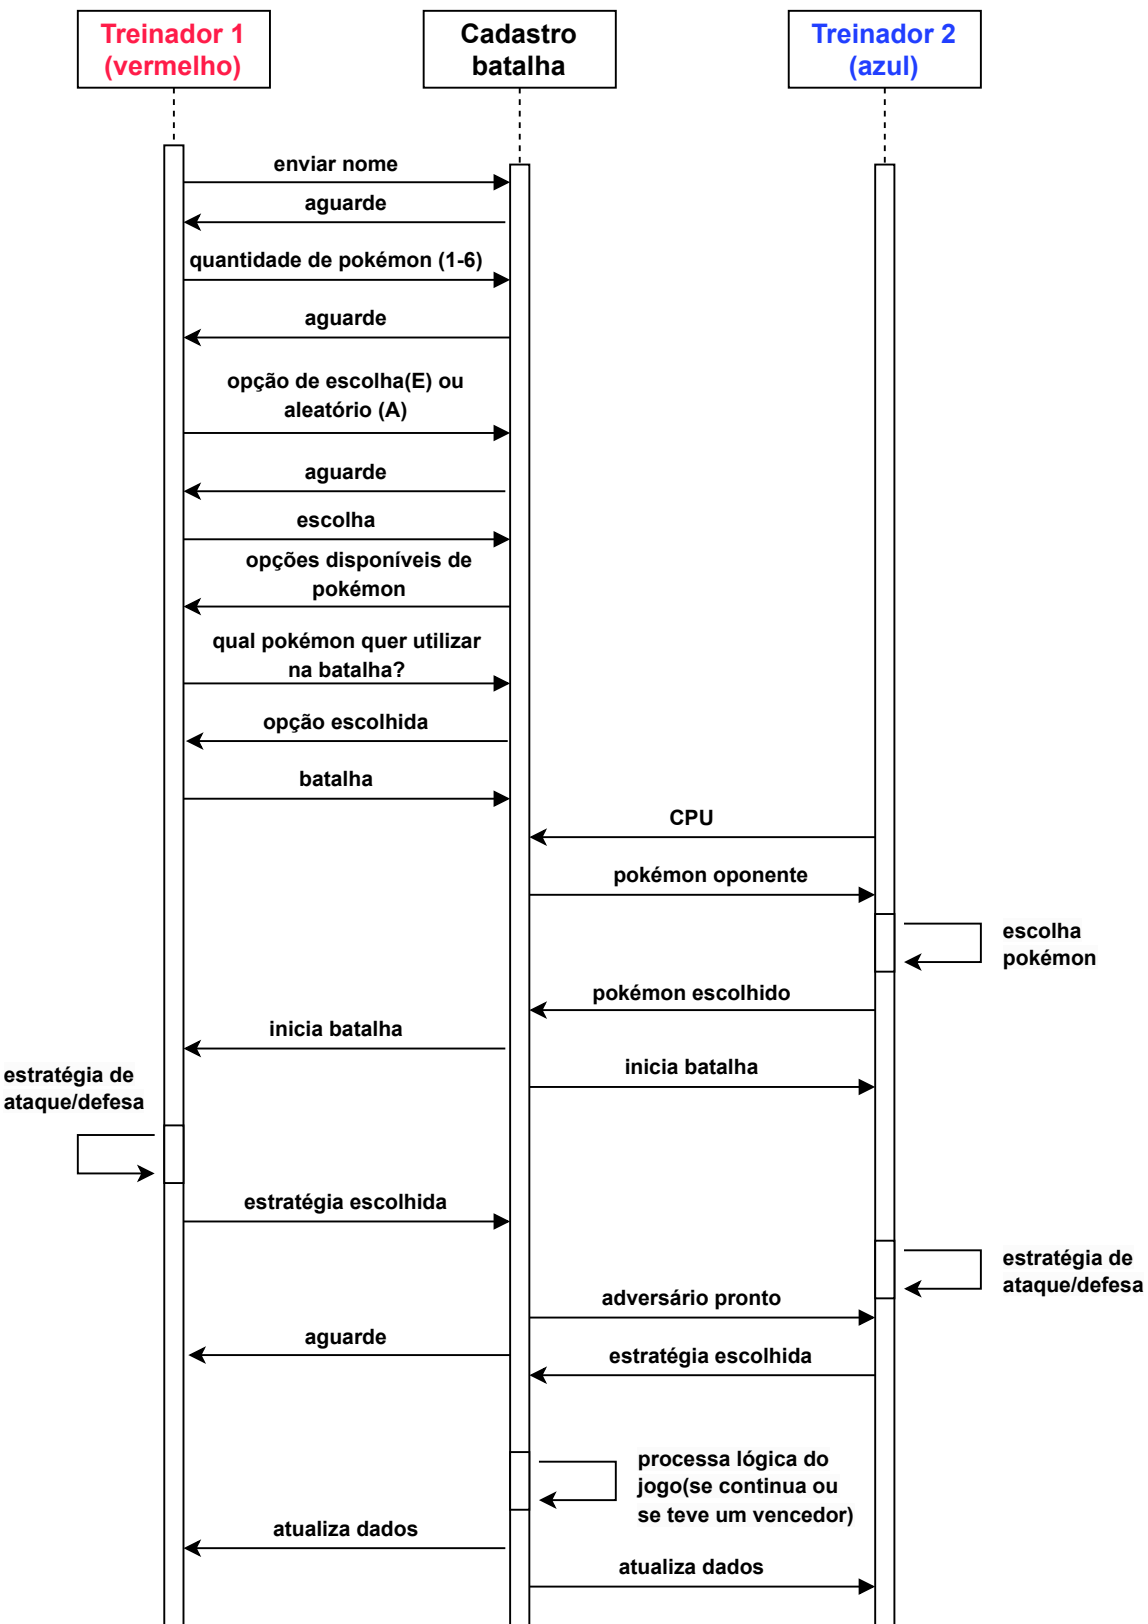 Treinador 1
(vermelho)
Cadastro
batalha
Treinador 2
(azul)
enviar nome
aguarde
quantidade de pokémon (1-6)
aguarde
opção de escolha(E) ou
aleatório (A)
aguarde
escolha
opções disponíveis de
pokémon
qual pokémon quer utilizar
na batalha?
opção escolhida
batalha
CPU
pokémon oponente
escolha
pokémon
pokémon escolhido
inicia batalha
inicia batalha
estratégia de
ataque/defesa
estratégia escolhida
estratégia de
ataque/defesa
adversário pronto
aguarde
estratégia escolhida
processa lógica do
jogo(se continua ou
se teve um vencedor)
atualiza dados
atualiza dados